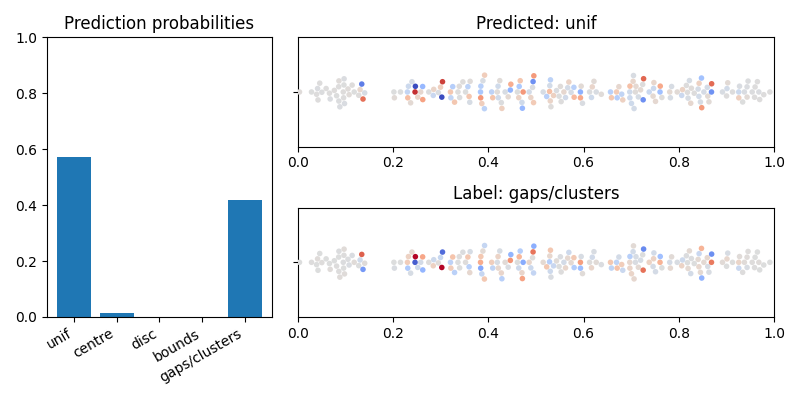 Prediction probabilities
1.0
0.8
0.6
0.4
0.2
0.0
unif
centre
disc
bounds
gaps/clusters
Predicted: unif
0.0 0.2 0.4 0.6 0.8 1.0
Label: gaps/clusters
0.0 0.2 0.4 0.6 0.8 1.0